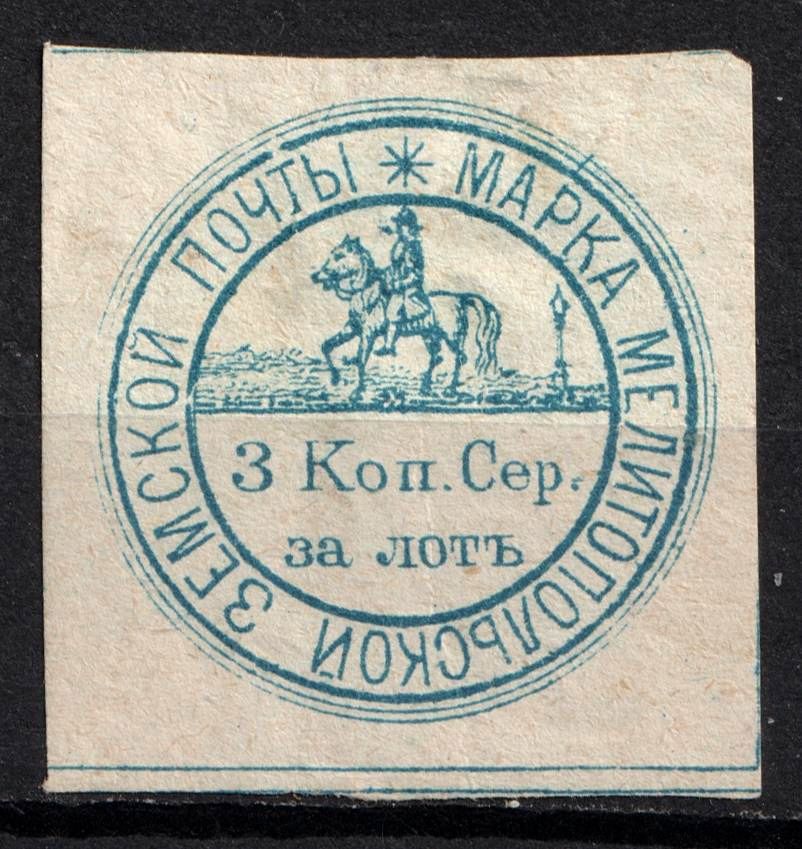 * МАРКА МЕЛИТОПОЛЬСКОЙ ЗЕМСКОЙ ПОЧТЫ
3 Коп. Сер.
за лотъ